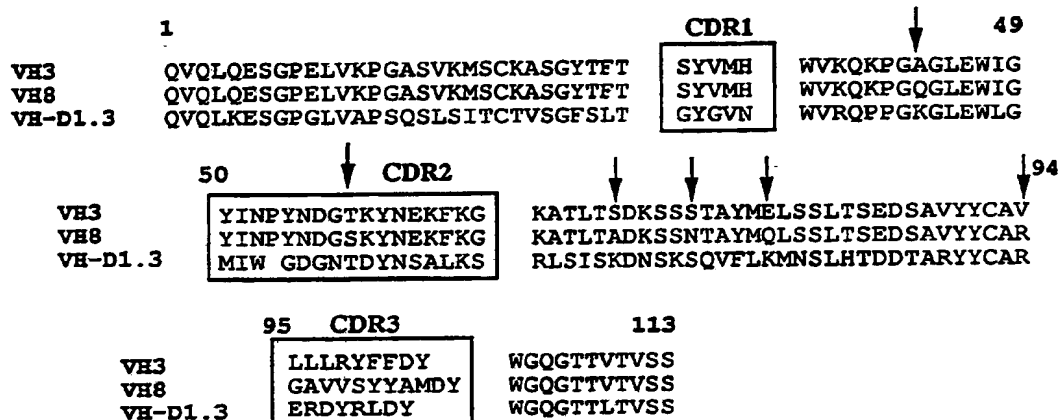 1 CDR1 49
VH3 QVQLQESGPELVKPGASVKMSCKASGYTFT SYVMH WVKQKPGAGLEWIG
VH8 QVQLQESGPELVKPGASVKMSCKASGYTFT SYVMH WVKQKPGQGLEWIG
VH-D1.3 QVQLKESGPGLVAPSQSLSITCTVSGFSLT GYGVN WVRQPPGKGLEWLG
50 CDR2 94
VH3 YINPYNDGTKYNEKFKG KATLTSDKSSSTAYMELSSLTSEDSAVYYCAV
VH8 YINPYNDGSKYNEKFKG KATLTADKSSNTAYMQLSSLTSEDSAVYYCAR
VH-D1.3 MIW GDGNTDYNSALKS RLSISKDNSKSQVFLKMNSLHTDDTARYYCAR
95 CDR3 113
VH3 LLLRYFFDY WGQGTTVTVSS
VH8 GAVVSYYAMDY WGQGTTVTVSS
VH-D1.3 ERDYRLDY WGQGTTLTVSS